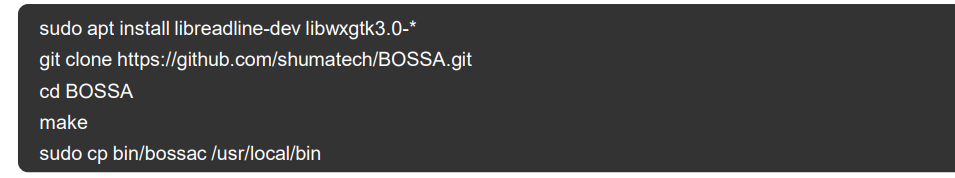 sudo apt install libreadline-dev libwxgtk3.0-*
git clone https://github.com/shumatech/BOSSA.git
cd BOSSA
make
sudo cp bin/bossac /usr/local/bin